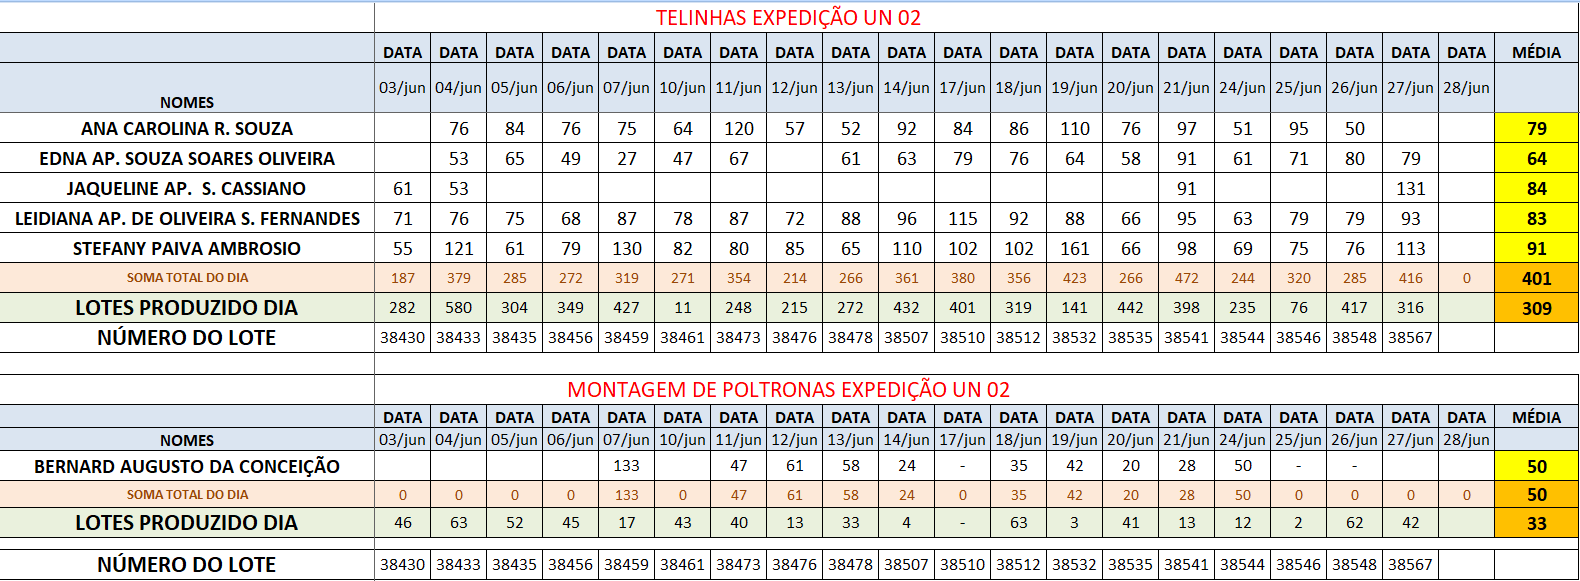 TELINHAS EXPEDIÇÃO UN 02
DATA DATA DATA DATA DATA DATA DATA DATA DATA DATA DATA DATA DATA DATA DATA DATA DATA DATA DATA DATA MÉDIA
NOMES 03/jun 04/jun 05/jun 06/jun 07/jun 10/jun 11/jun 12/jun 13/jun 14/jun 17/jun 18/jun 19/jun 20/jun 21/jun 24/jun 25/jun 26/jun 27/jun 28/jun
ANA CAROLINA R. SOUZA 76 84 76 75 64 120 57 52 92 84 86 110 76 97 51 95 50 79
EDNA AP. SOUZA SOARES OLIVEIRA 53 65 49 27 47 67 61 63 79 76 64 58 91 61 71 80 79 64
JAQUELINE AP. S. CASSIANO 61 53 91 131 84
LEIDIANA AP. DE OLIVEIRA S. FERNANDES 71 76 75 68 87 78 87 72 88 96 115 92 88 66 95 63 79 79 93 83
STEFANY PAIVA AMBROSIO 55 121 61 79 130 82 80 85 65 110 102 102 161 66 98 69 75 76 113 91
SOMA TOTAL DO DIA 187 379 285 272 319 271 354 214 266 361 380 356 423 266 472 244 320 285 416 0 401
LOTES PRODUZIDO DIA 282 580 304 349 427 11 248 215 272 432 401 319 141 442 398 235 76 417 316 309
NÚMERO DO LOTE 38430 38433 38435 38456 38459 38461 38473 38476 38478 38507 38510 38512 38532 38535 38541 38544 38546 38548 38567
MONTAGEM DE POLTRONAS EXPEDIÇÃO UN 02
DATA DATA DATA DATA DATA DATA DATA DATA DATA DATA DATA DATA DATA DATA DATA DATA DATA DATA DATA DATA MÉDIA
NOMES 03/jun 04/jun 05/jun 06/jun 07/jun 10/jun 11/jun 12/jun 13/jun 14/jun 17/jun 18/jun 19/jun 20/jun 21/jun 24/jun 25/jun 26/jun 27/jun 28/jun
BERNARD AUGUSTO DA CONCEIÇÃO 133 47 61 58 24 - 35 42 20 28 50 - - 50
SOMA TOTAL DO DIA 0 0 0 0 133 0 47 61 58 24 0 35 42 20 28 50 0 0 0 0 50
LOTES PRODUZIDO DIA 46 63 52 45 17 43 40 13 33 4 - 63 3 41 13 12 2 62 42 33
NÚMERO DO LOTE 38430 38433 38435 38456 38459 38461 38473 38476 38478 38507 38510 38512 38532 38535 38541 38544 38546 38548 38567